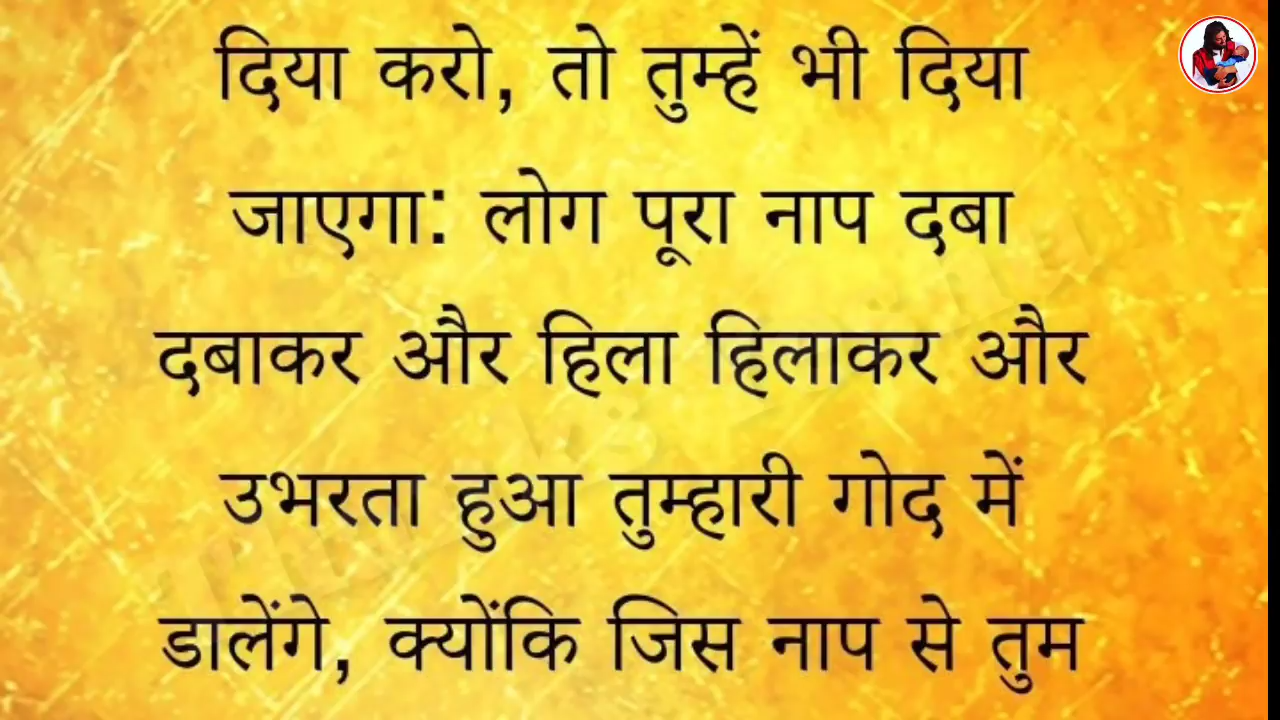 दिया करो, तो तुम्हें भी दिया
जाएगा: लोग पूरा नाप दबा
दबाकर और हिला हिलाकर और
उभरता हुआ तुम्हारी गोद में
डालेंगे, क्योंकि जिस नाप से तुम